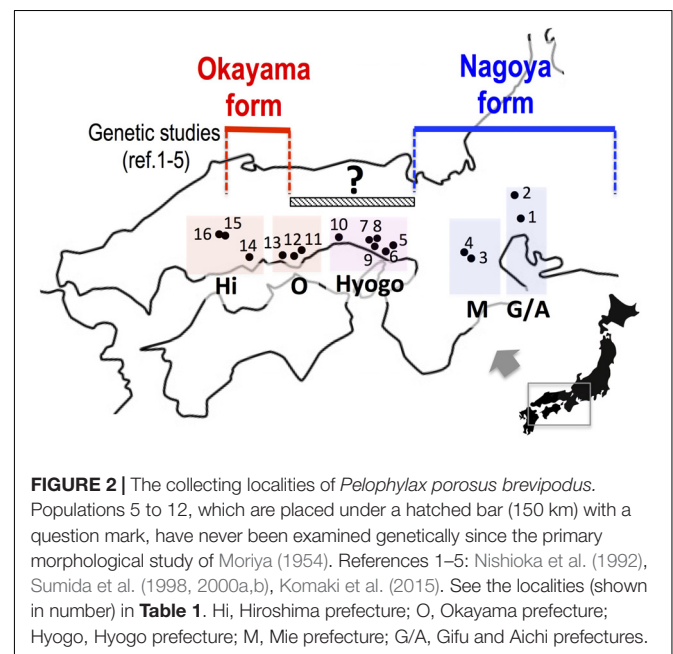 Okayama
form
Nagoya
form
Genetic studies
(ref.1-5)
?
2
1
16 15
14
13 12 11
10
7 8
5
9 6
4
3
Hi
O
Hyogo
M
G/A
FIGURE 2 | The collecting localities of Pelophylax porosus brevipodus.
Populations 5 to 12, which are placed under a hatched bar (150 km) with a
question mark, have never been examined genetically since the primary
morphological study of Moriya (1954). References 1–5: Nishioka et al. (1992),
Sumida et al. (1998, 2000a,b), Komaki et al. (2015). See the localities (shown
in number) in Table 1. Hi, Hiroshima prefecture; O, Okayama prefecture;
Hyogo, Hyogo prefecture; M, Mie prefecture; G/A, Gifu and Aichi prefectures.